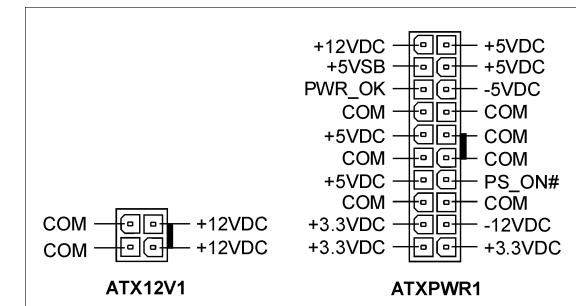 +12VDC +5VDC
+5VSB +5VDC
PWR_OK -5VDC
COM COM
+5VDC COM
COM COM
+5VDC PS_ON#
COM COM
+3.3VDC -12VDC
+3.3VDC +3.3VDC
COM +12VDC
COM +12VDC
ATX12V1
ATXPWR1